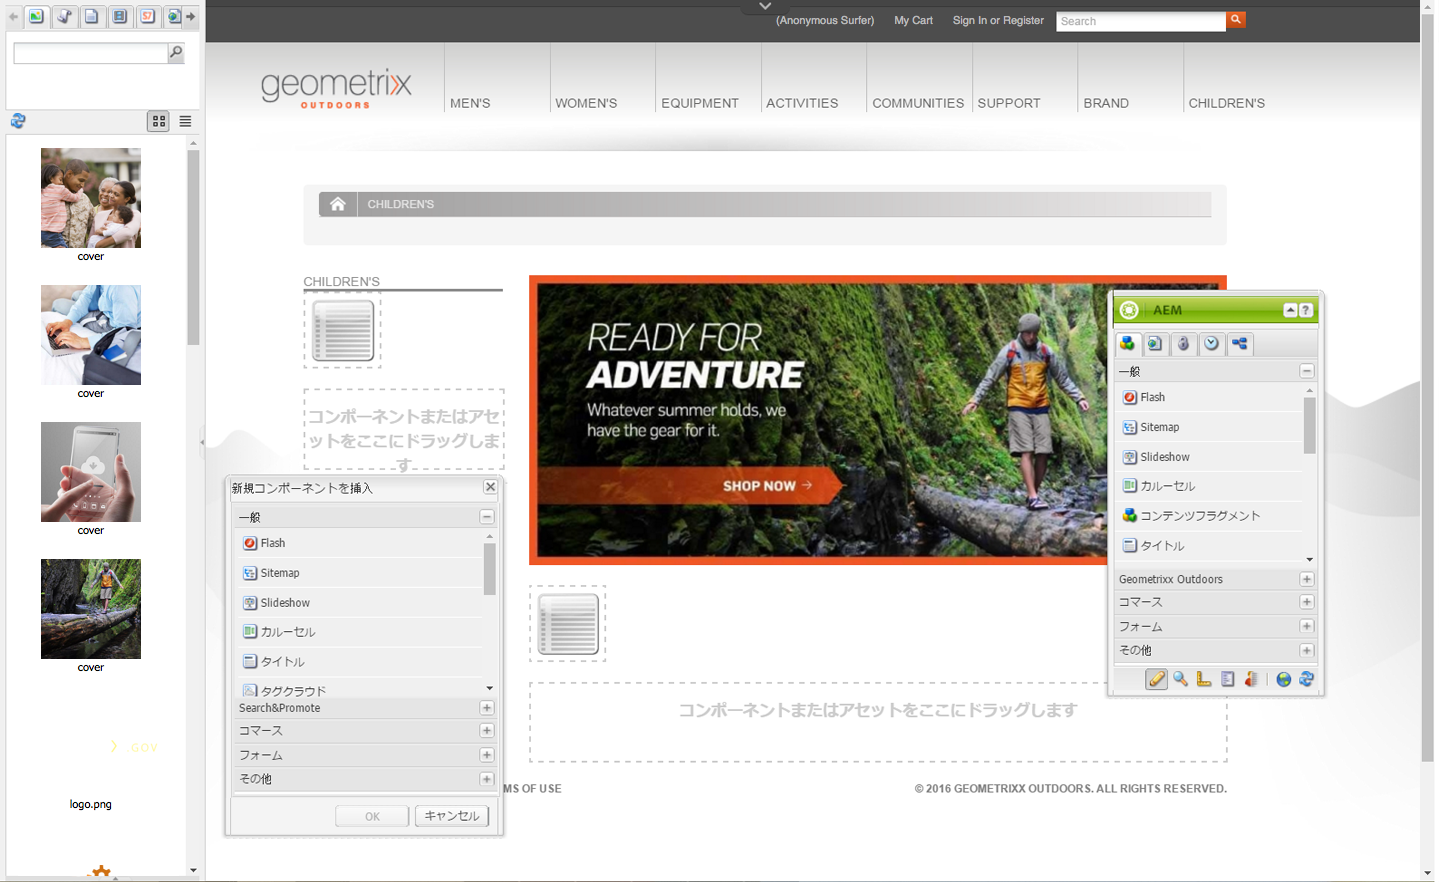 (Anonymous Surfer)
My Cart
Sign In or Register
Search
geometrixx
OUTDOORS
MEN'S
WOMEN'S
EQUIPMENT
ACTIVITIES
COMMUNITIES
SUPPORT
BRAND
CHILDREN'S
cover
cover
cover
cover
> .GOV
logo.png
CHILDREN'S
CHILDREN'S
コンポーネントまたはアセ
ットをここにドラッグしま
す
READY FOR
ADVENTURE
Whatever summer holds, we
have the gear for it.
SHOP NOW →
新規コンポーネントを挿入
一般
Flash
Sitemap
Slideshow
カルーセル
タイトル
タグクラウド
Search&Promote
コマース
フォーム
その他
OK
キャンセル
AEM
一般
Flash
Sitemap
Slideshow
カルーセル
コンテンツフラグメント
タイトル
Geometrixx Outdoors
コマース
フォーム
その他
コンポーネントまたはアセットをここにドラッグします
MS OF USE
© 2016 GEOMETRIXX OUTDOORS. ALL RIGHTS RESERVED.